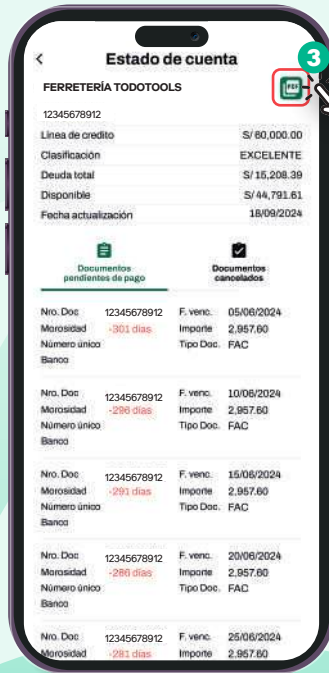 Estado de cuenta
3
FERRETERÍA TODOTOOLS
PDF
12345678912
Línea de credito S/ 60,000.00
Clasificación EXCELENTE
Deuda total S/ 15,208.39
Disponible S/ 44,791.61
Fecha actualización 18/09/2024
Documentos pendientes de pago
Documentos cancelados
Nro. Doc 12345678912 F. venc. 05/06/2024
Morosidad -301 días Importe 2,957.60
Número único Tipo Doc. FAC
Banco
Nro. Doc 12345678912 F. venc. 10/06/2024
Morosidad -296 días Importe 2,957.60
Número único Tipo Doc. FAC
Banco
Nro. Doc 12345678912 F. venc. 15/06/2024
Morosidad -291 días Importe 2,957.60
Número único Tipo Doc. FAC
Banco
Nro. Doc 12345678912 F. venc. 20/06/2024
Morosidad -286 días Importe 2,957.60
Número único Tipo Doc. FAC
Banco
Nro. Doc 12345678912 F. venc. 25/06/2024
Morosidad -281 días Importe 2,957.60